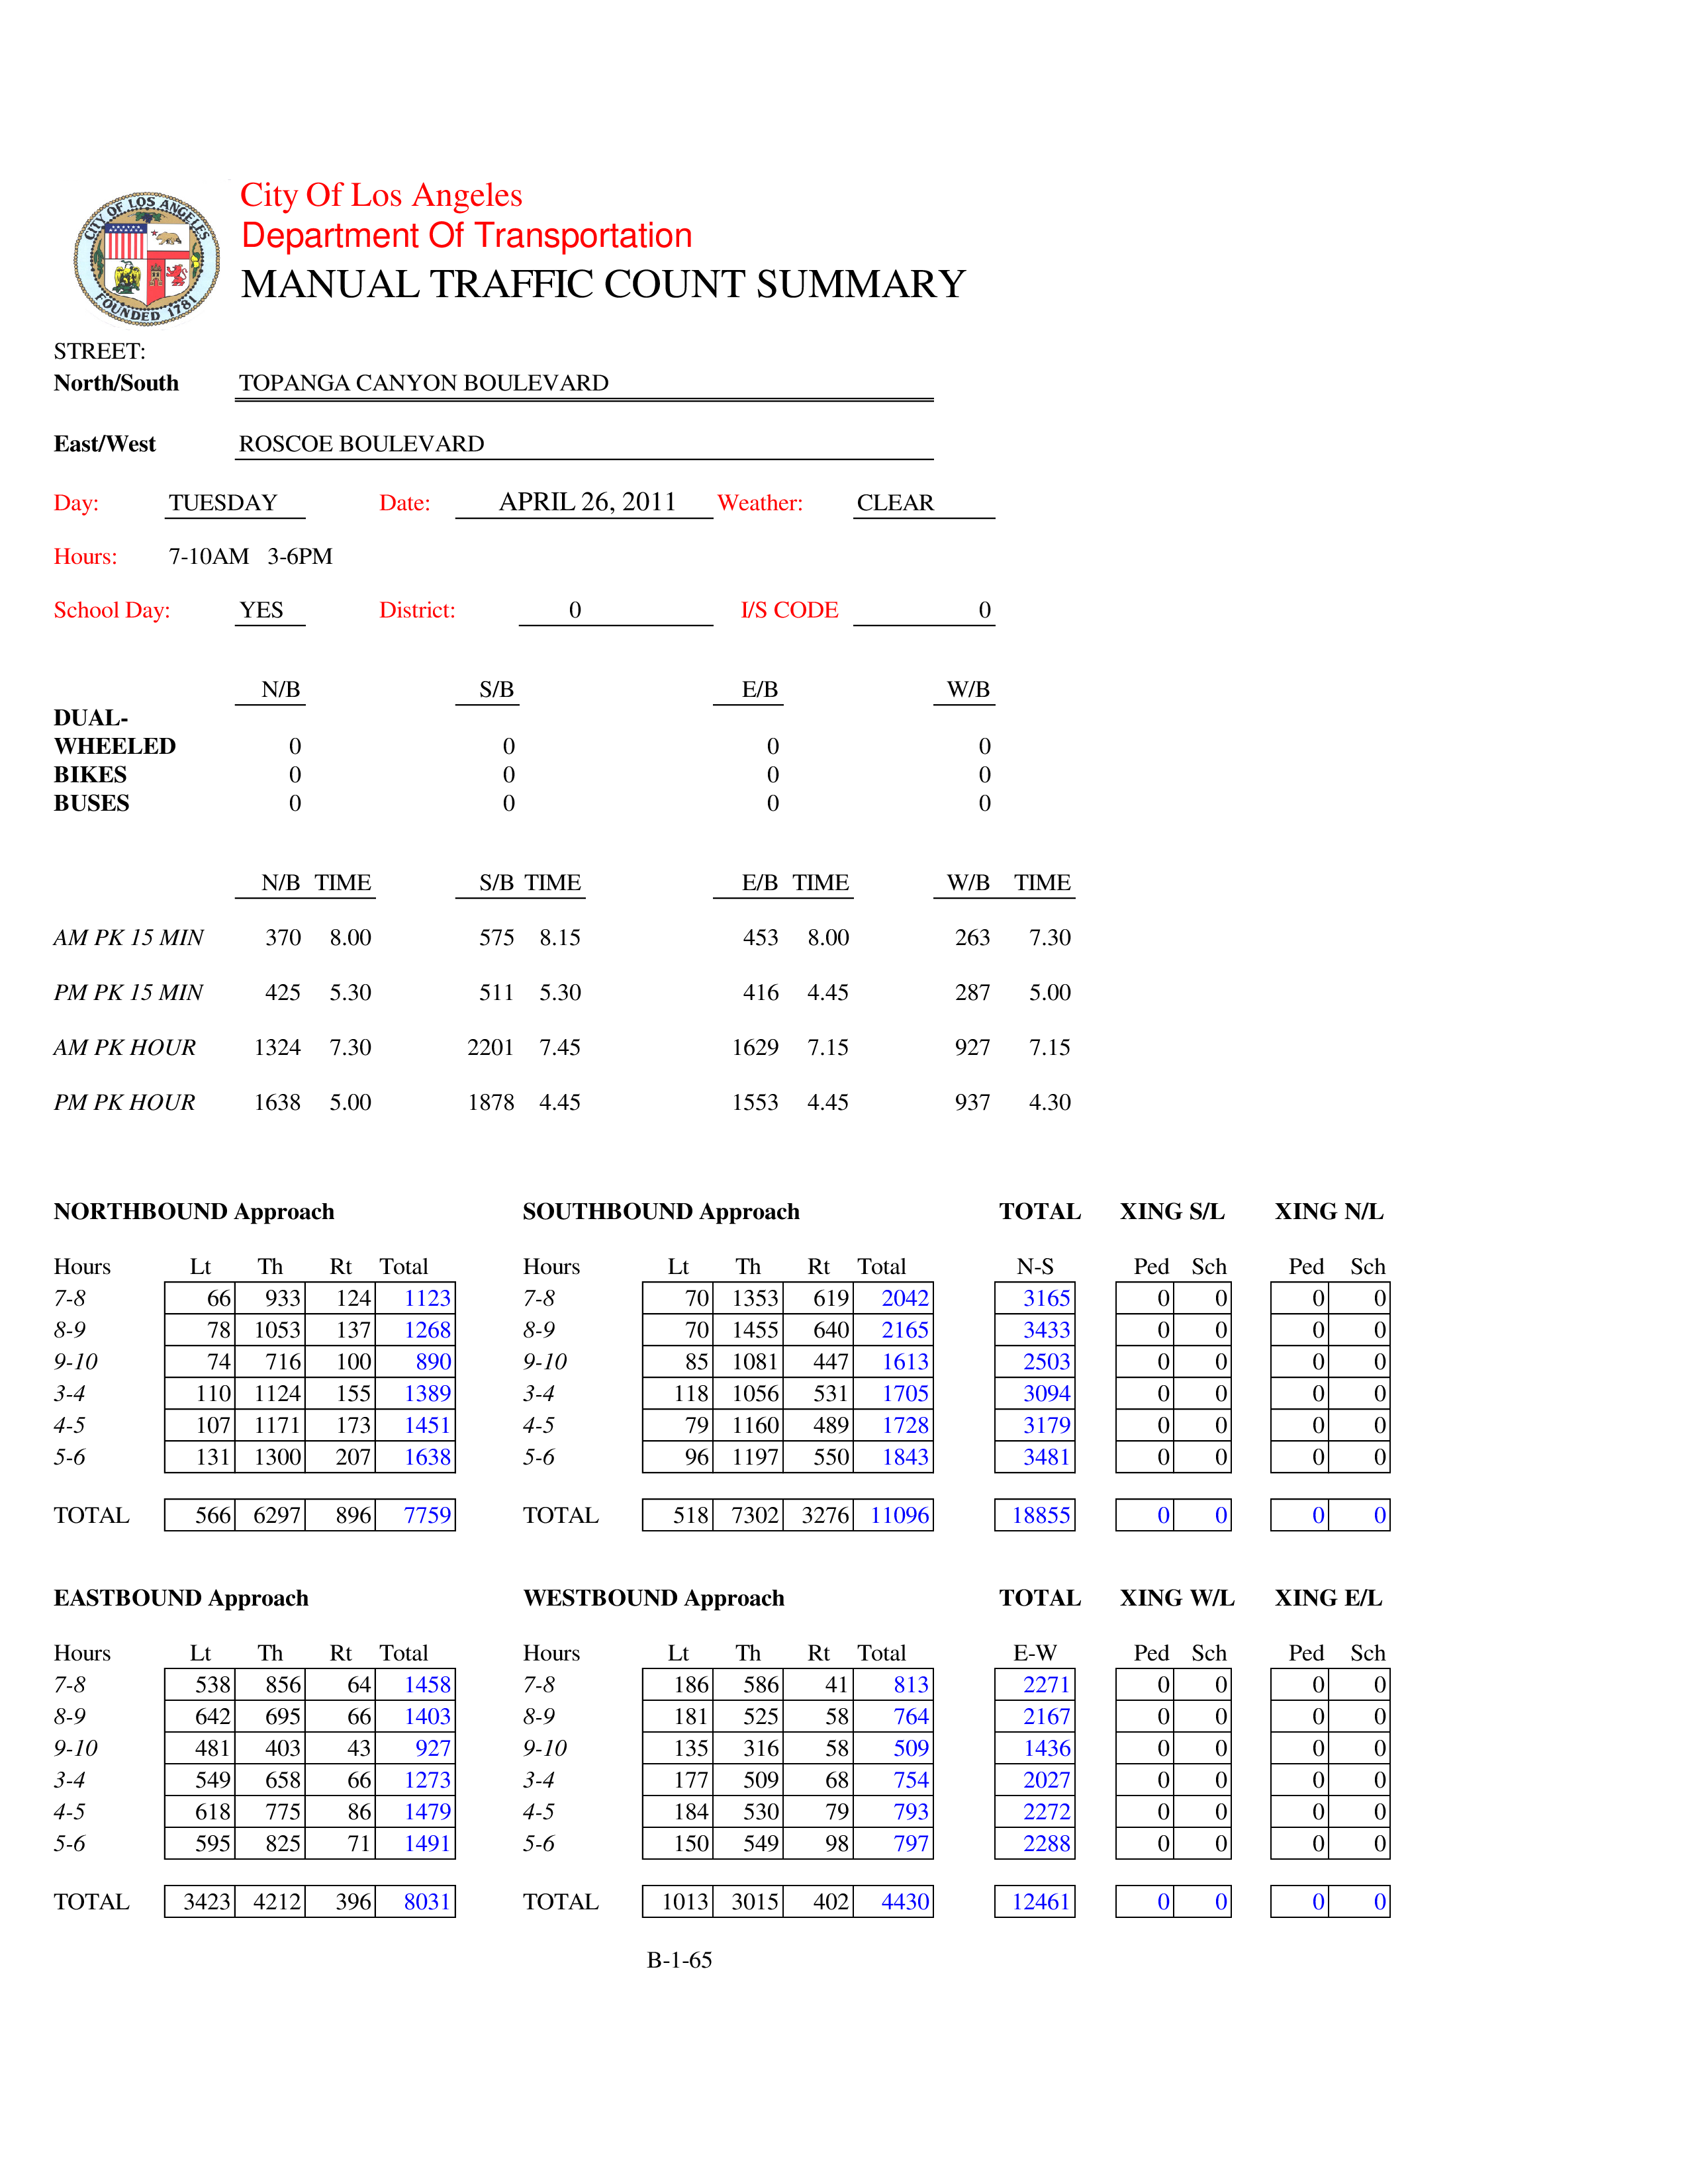 CITY OF LOS ANGELES
FOUNDED 1781
City Of Los Angeles
Department Of Transportation
MANUAL TRAFFIC COUNT SUMMARY
STREET:
North/South TOPANGA CANYON BOULEVARD
East/West ROSCOE BOULEVARD
Day: TUESDAY Date: APRIL 26, 2011 Weather: CLEAR
Hours: 7-10AM 3-6PM
School Day: YES District: 0 I/S CODE 0
N/B S/B E/B W/B
DUAL-
WHEELED 0 0 0 0
BIKES 0 0 0 0
BUSES 0 0 0 0
N/B TIME S/B TIME E/B TIME W/B TIME
AM PK 15 MIN 370 8.00 575 8.15 453 8.00 263 7.30
PM PK 15 MIN 425 5.30 511 5.30 416 4.45 287 5.00
AM PK HOUR 1324 7.30 2201 7.45 1629 7.15 927 7.15
PM PK HOUR 1638 5.00 1878 4.45 1553 4.45 937 4.30
NORTHBOUND Approach SOUTHBOUND Approach TOTAL XING S/L XING N/L
Hours Lt Th Rt Total Hours Lt Th Rt Total N-S Ped Sch Ped Sch
7-8 66 933 124 1123 7-8 70 1353 619 2042 3165 0 0 0 0
8-9 78 1053 137 1268 8-9 70 1455 640 2165 3433 0 0 0 0
9-10 74 716 100 890 9-10 85 1081 447 1613 2503 0 0 0 0
3-4 110 1124 155 1389 3-4 118 1056 531 1705 3094 0 0 0 0
4-5 107 1171 173 1451 4-5 79 1160 489 1728 3179 0 0 0 0
5-6 131 1300 207 1638 5-6 96 1197 550 1843 3481 0 0 0 0
TOTAL 566 6297 896 7759 TOTAL 518 7302 3276 11096 18855 0 0 0 0
EASTBOUND Approach WESTBOUND Approach TOTAL XING W/L XING E/L
Hours Lt Th Rt Total Hours Lt Th Rt Total E-W Ped Sch Ped Sch
7-8 538 856 64 1458 7-8 186 586 41 813 2271 0 0 0 0
8-9 642 695 66 1403 8-9 181 525 58 764 2167 0 0 0 0
9-10 481 403 43 927 9-10 135 316 58 509 1436 0 0 0 0
3-4 549 658 66 1273 3-4 177 509 68 754 2027 0 0 0 0
4-5 618 775 86 1479 4-5 184 530 79 793 2272 0 0 0 0
5-6 595 825 71 1491 5-6 150 549 98 797 2288 0 0 0 0
TOTAL 3423 4212 396 8031 TOTAL 1013 3015 402 4430 12461 0 0 0 0
B-1-65